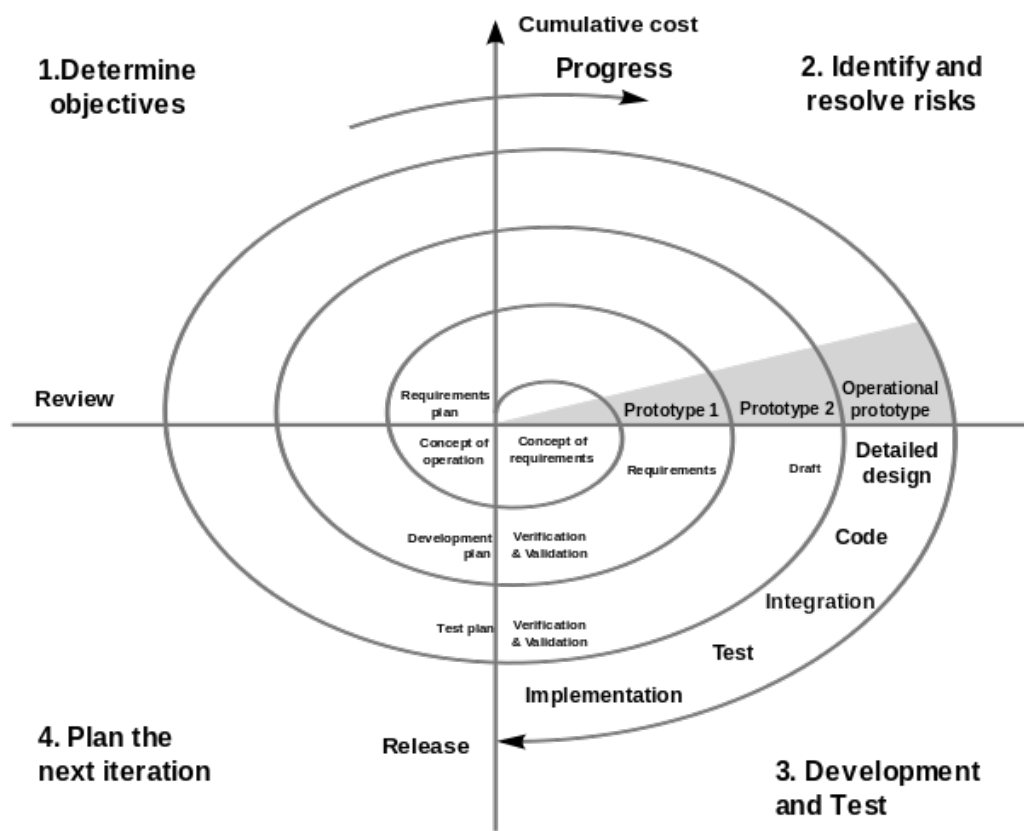 Cumulative cost
1.Determine
objectives
Progress
2. Identify and
resolve risks
Review
Requirements
plan
Prototype 1
Prototype 2
Operational
prototype
Concept of
operation
Concept of
requirements
Requirements
Draft
Detailed
design
Development
plan
Verification
& Validation
Code
Integration
Test plan
Verification
& Validation
Test
Implementation
Release
4. Plan the
next iteration
3. Development
and Test